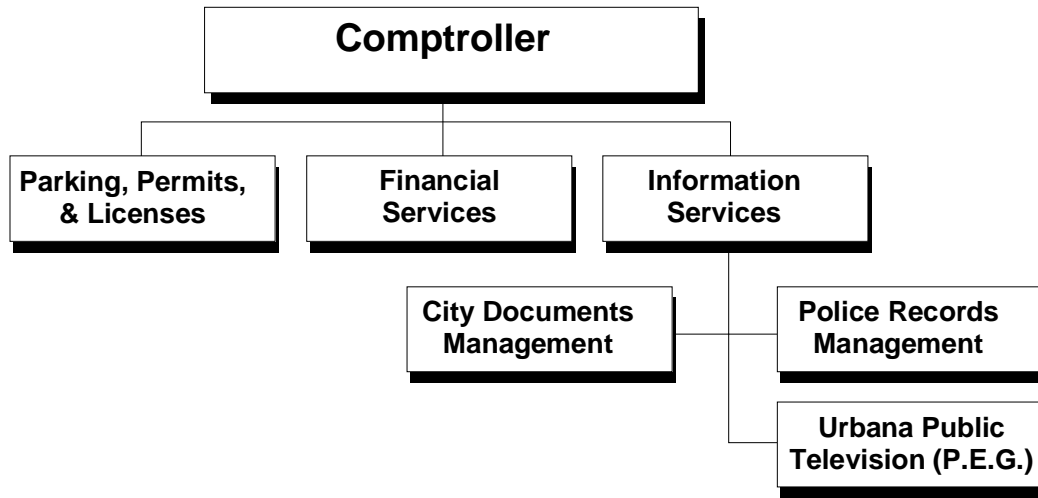 Comptroller
Parking, Permits,
& Licenses
Financial
Services
Information
Services
City Documents
Management
Police Records
Management
Urbana Public
Television (P.E.G.)